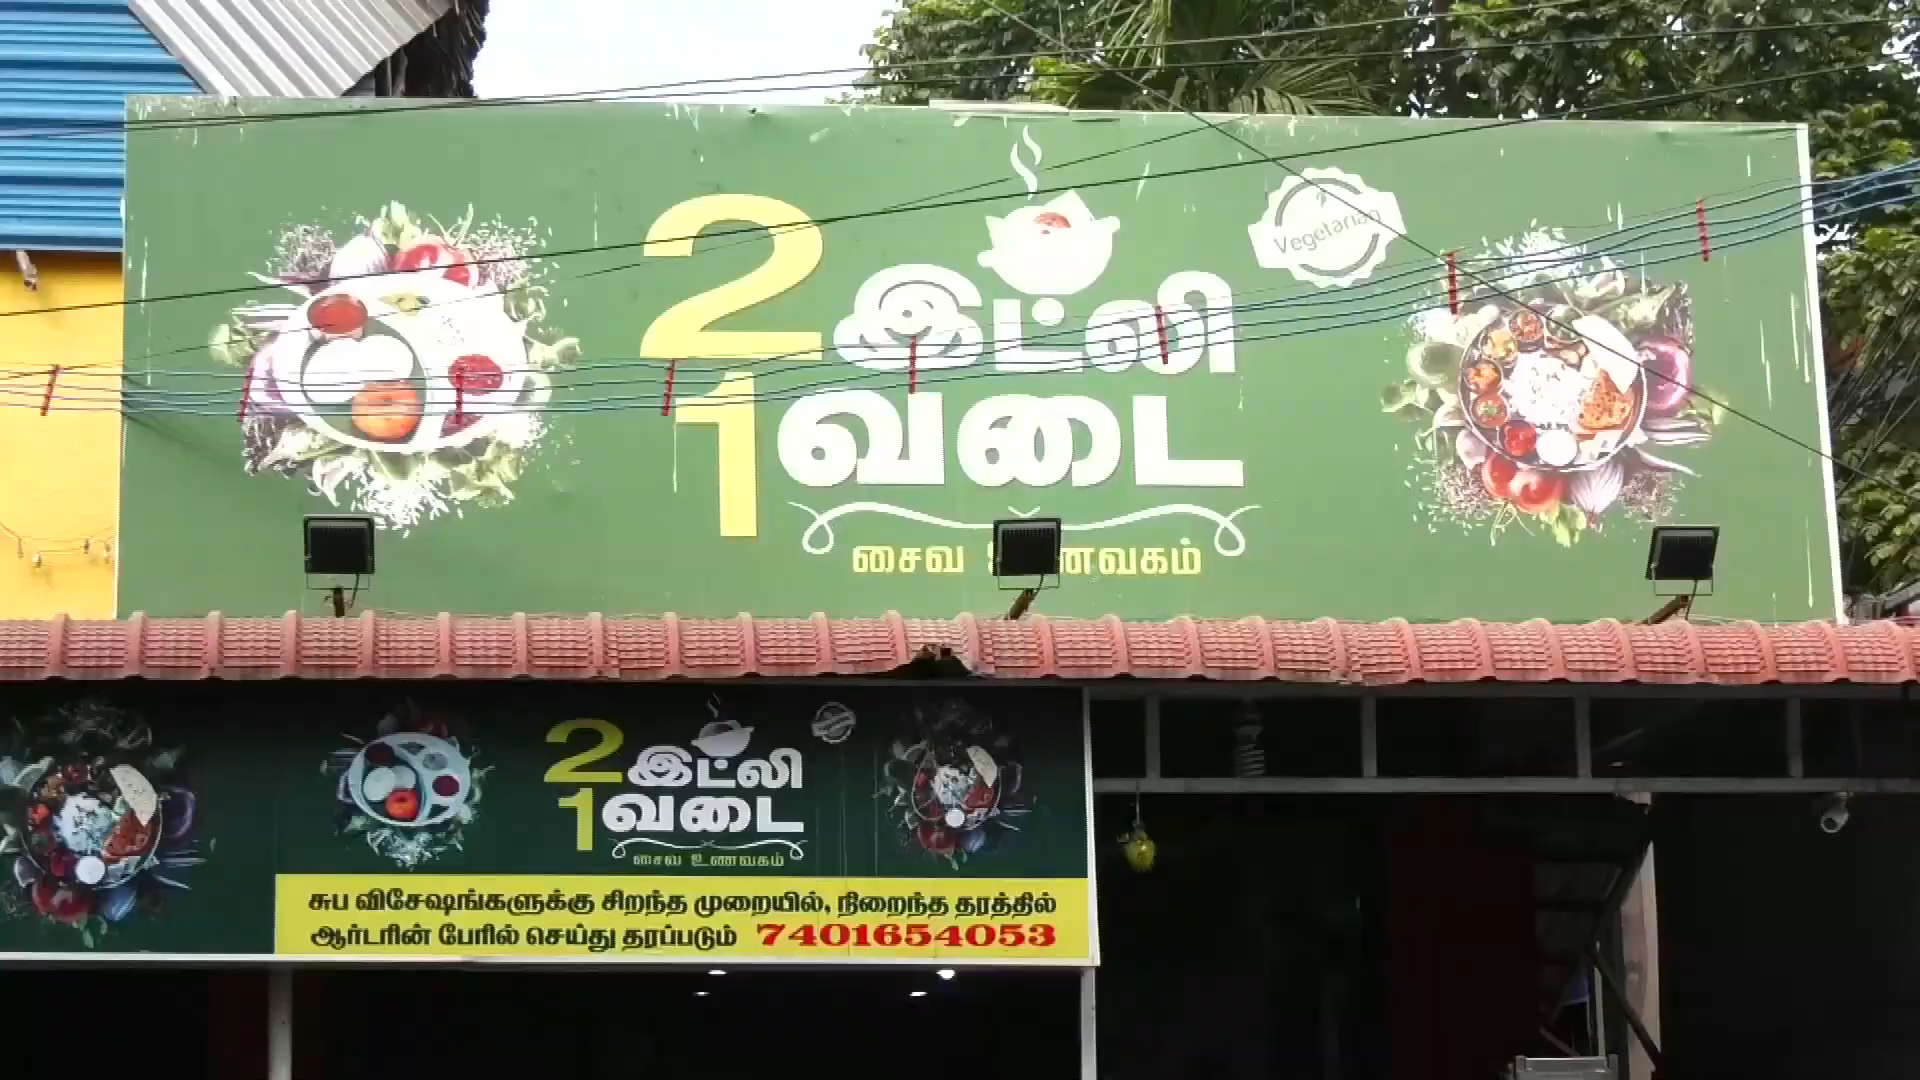 2 இட்லி
1 வடை
Vegetarian
சைவ உணவகம்
2 இட்லி
1 வடை
சைவ உணவகம்
சுப விசேஷங்களுக்கு சிறந்த முறையில், நிறைந்த தரத்தில்
ஆர்டரின் பேரில் செய்து தரப்படும் 7401654053